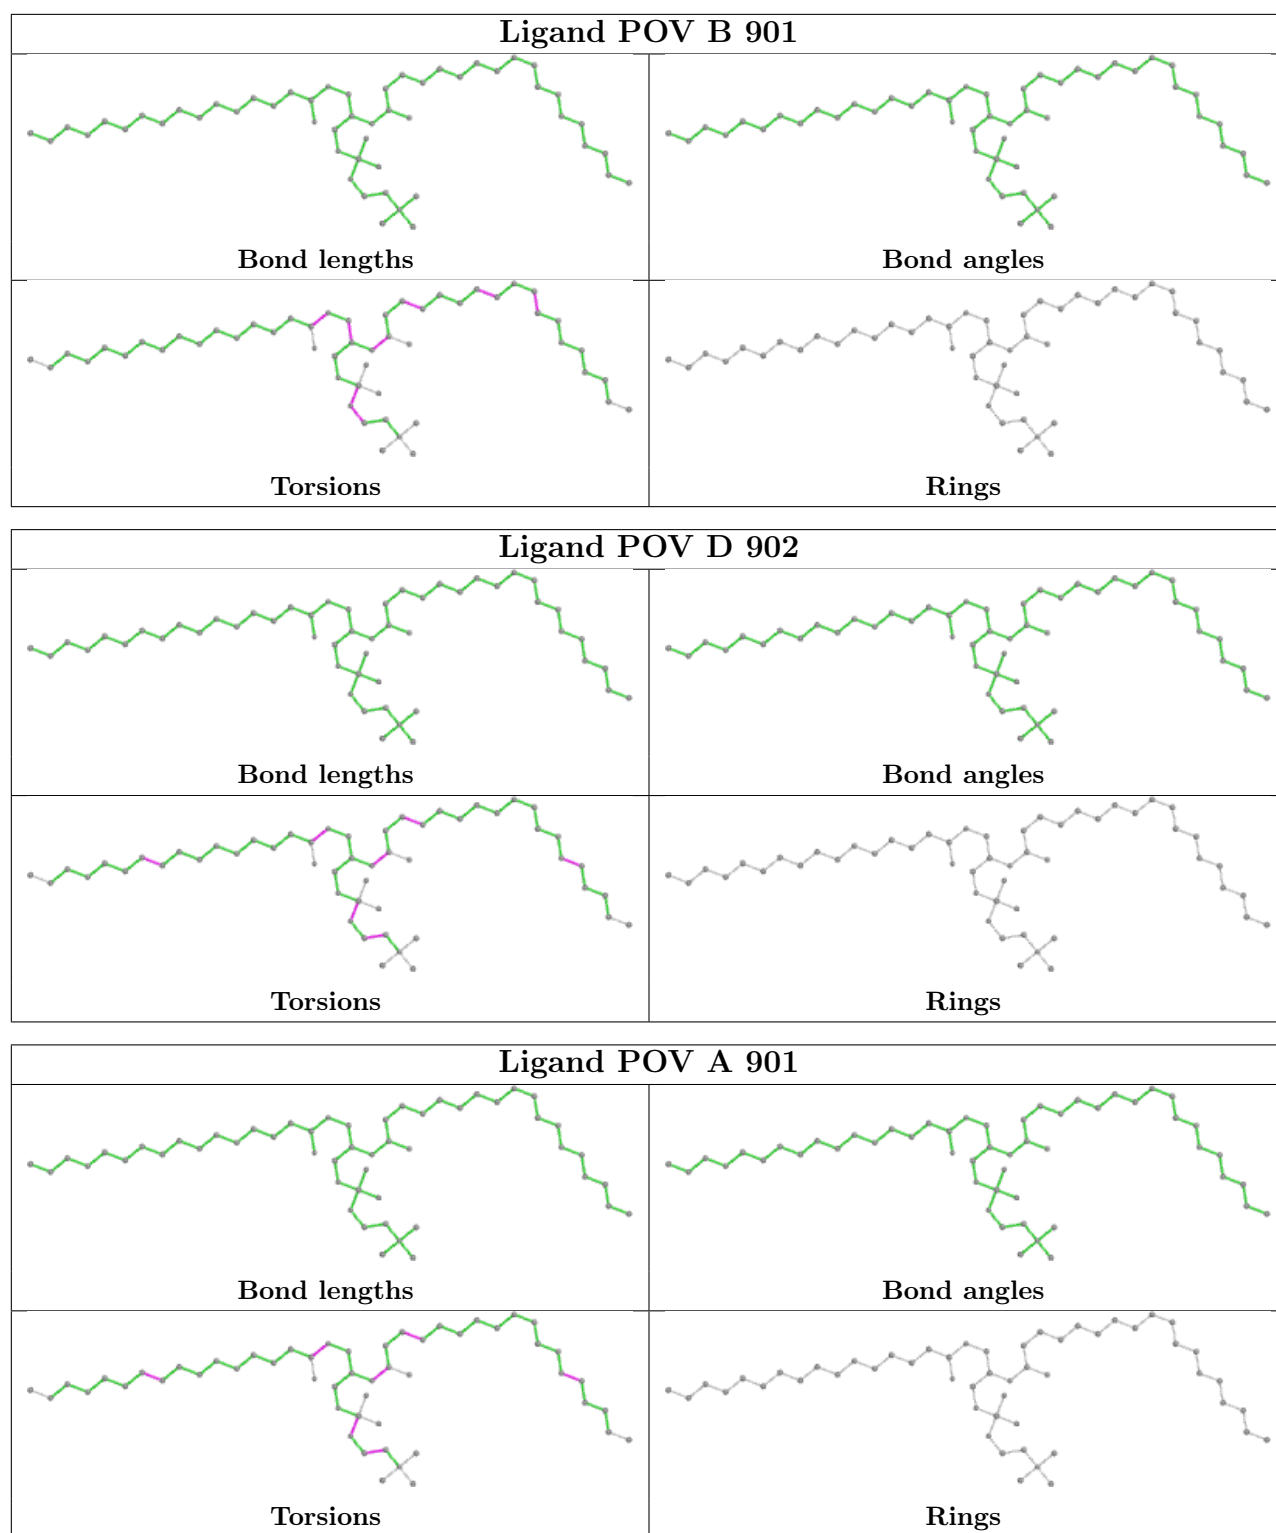 Ligand POV B 901
Bond lengths
Bond angles
Torsions
Rings
Ligand POV D 902
Bond lengths
Bond angles
Torsions
Rings
Ligand POV A 901
Bond lengths
Bond angles
Torsions
Rings